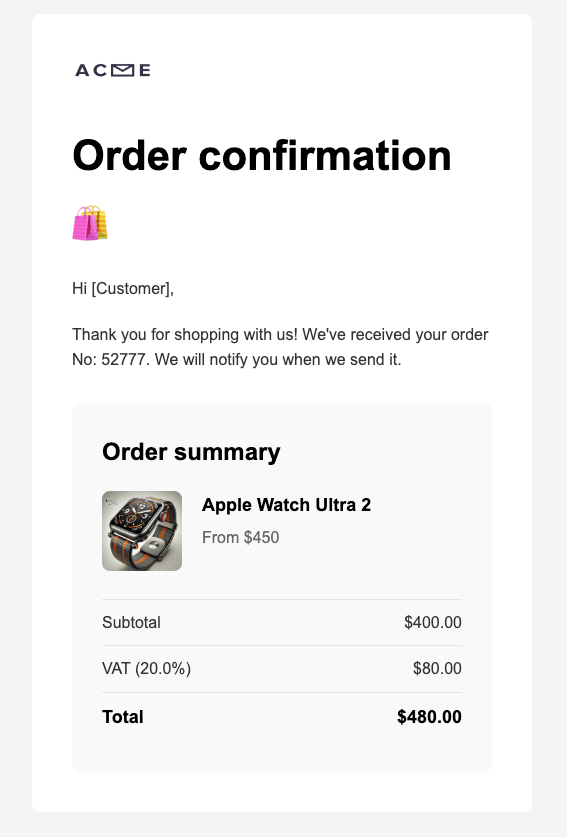 ACME
Order confirmation
Hi [Customer],
Thank you for shopping with us! We've received your order
No: 52777. We will notify you when we send it.
Order summary
Apple Watch Ultra 2
From $450
Subtotal $400.00
VAT (20.0%) $80.00
Total $480.00